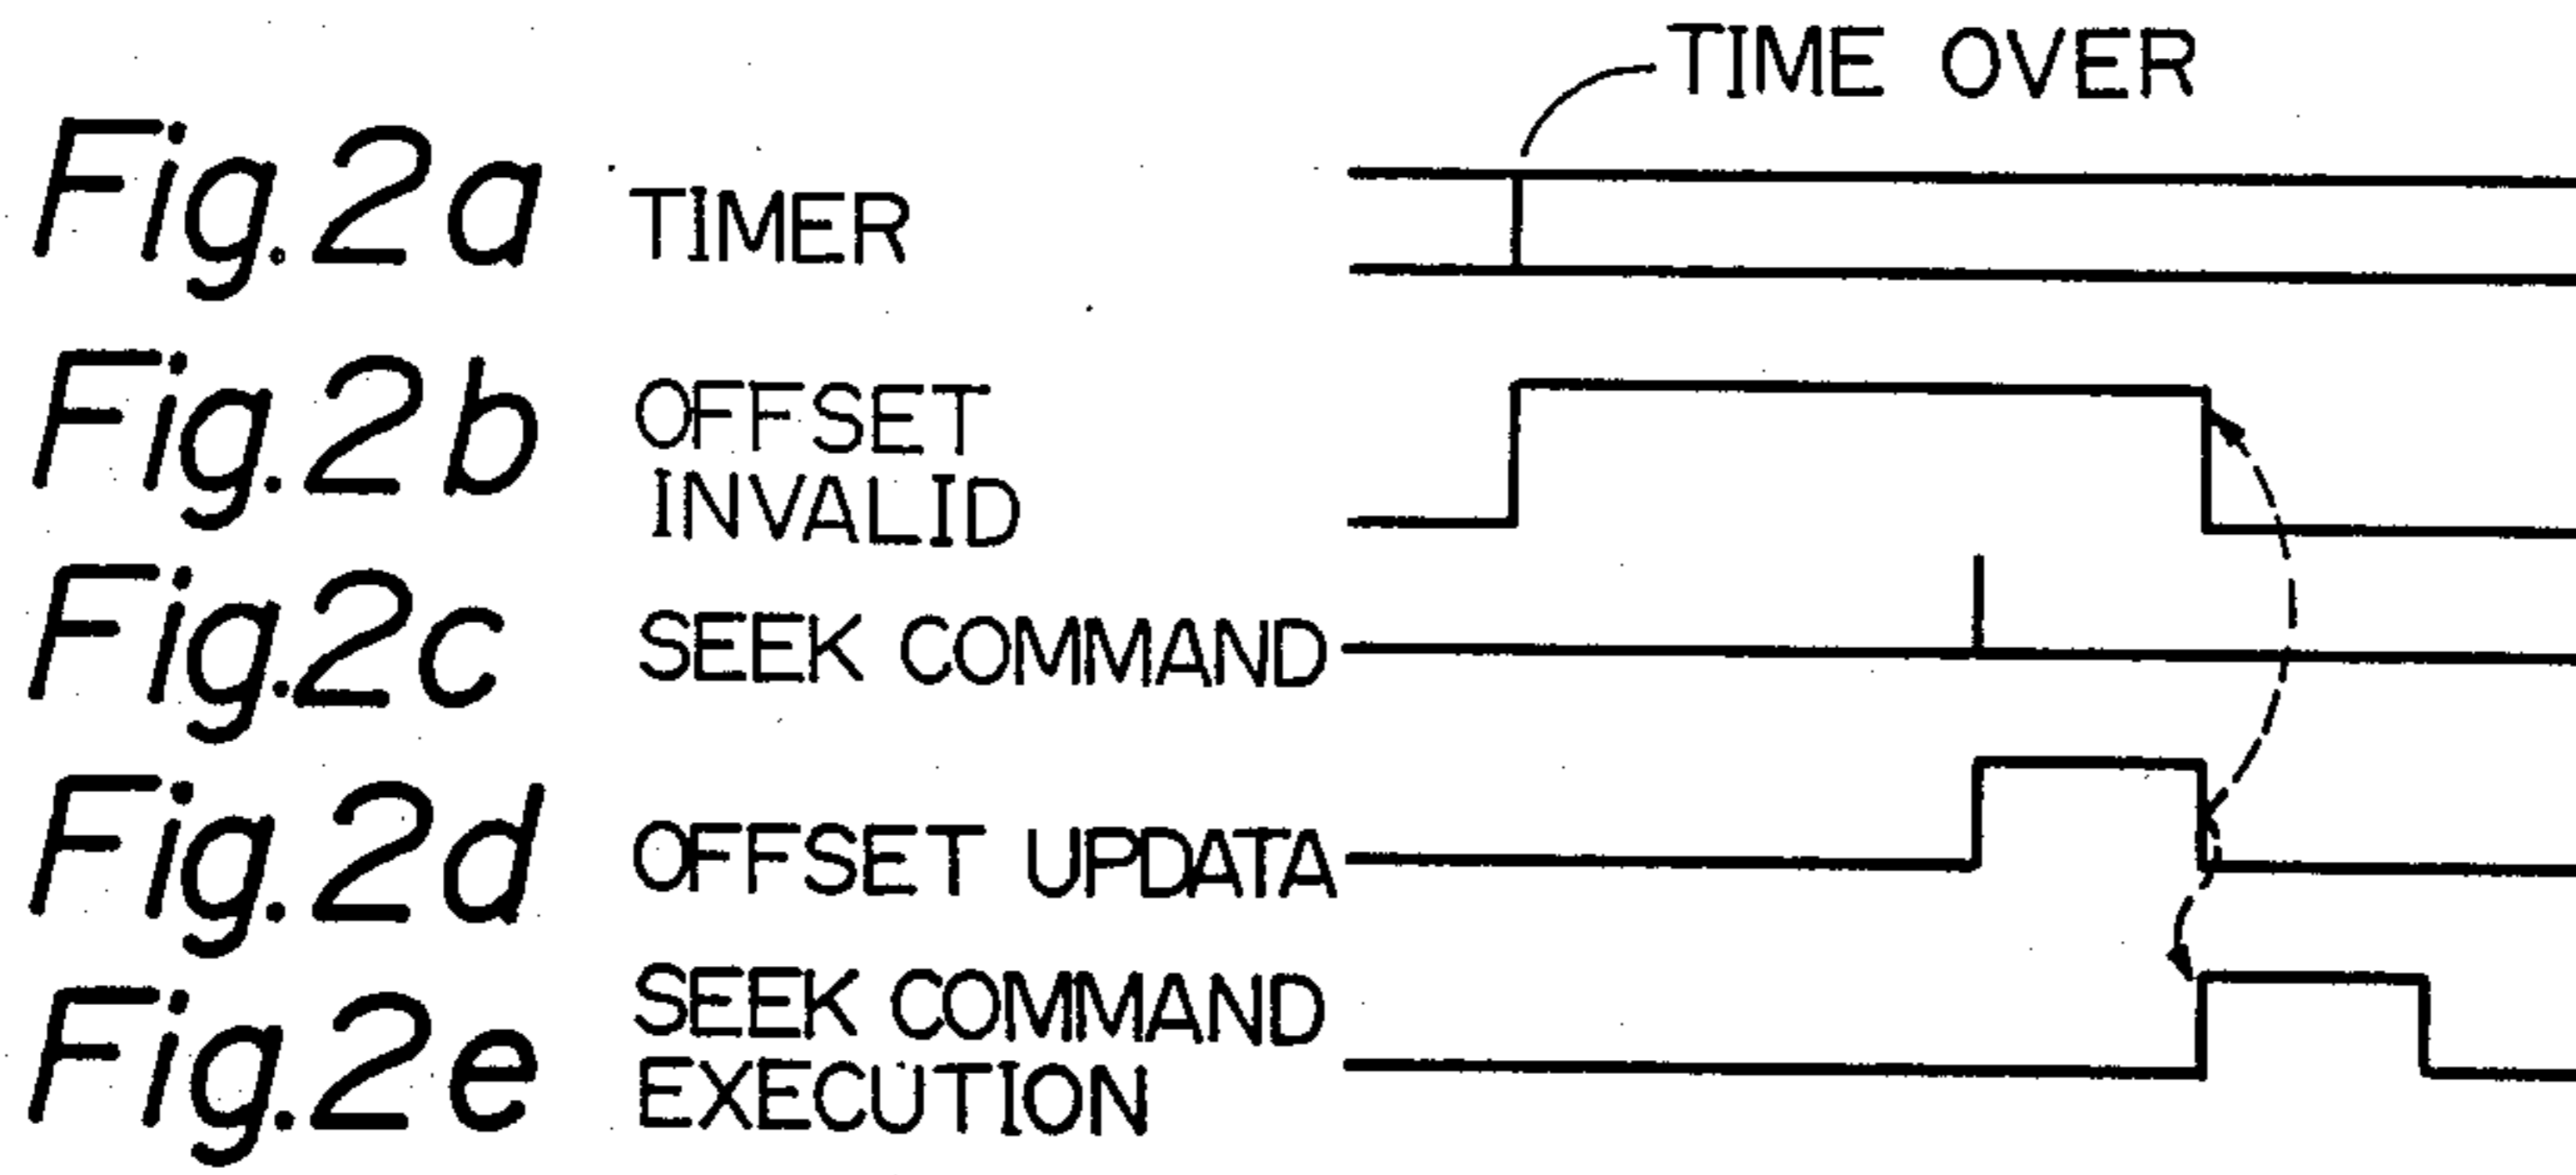 TIME OVER
Fig. 2a TIMER
Fig. 2b OFFSET
INVALID
Fig. 2c SEEK COMMAND
Fig. 2d OFFSET UPDATA
Fig. 2e SEEK COMMAND
EXECUTION